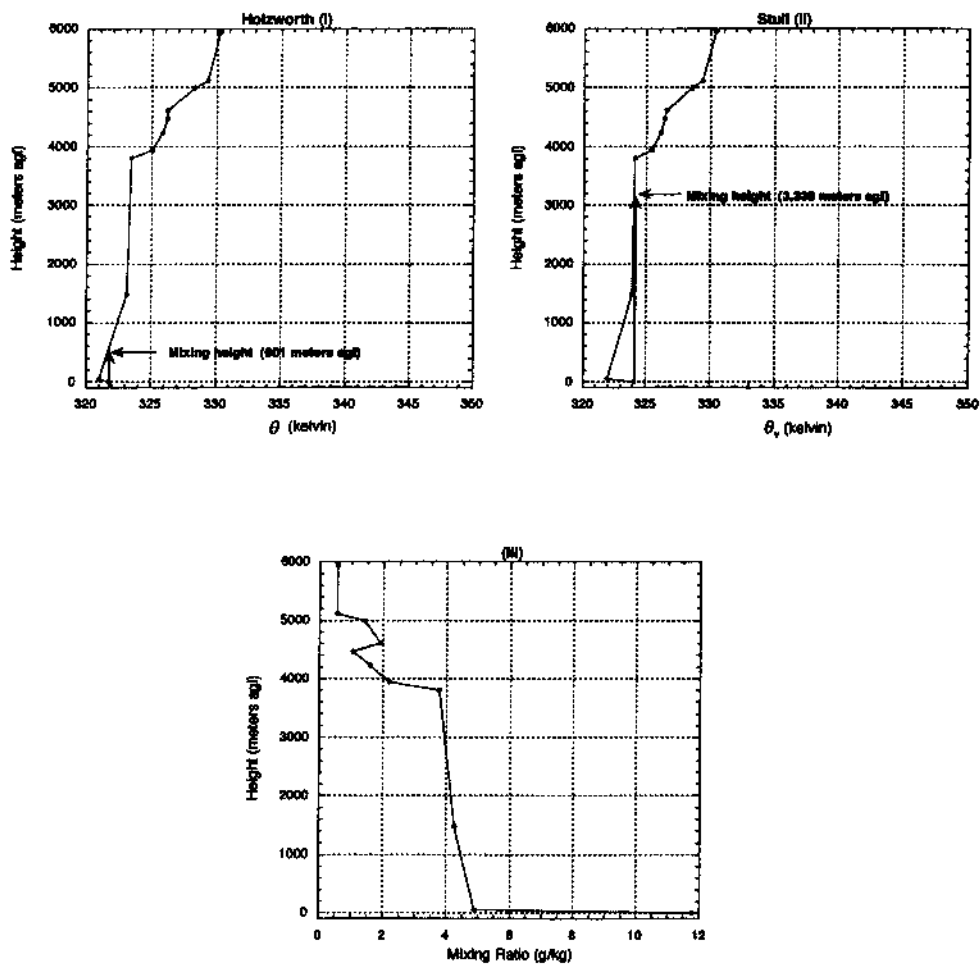 Holzworth (i)
6000
5000
4000
3000
2000
1000
0
Height (meters agl)
Mixing height meters agl)
320 325 330 335 340 345 350
θ (kelvin)
Stull (ii)
6000
5000
4000
3000
2000
1000
0
Height (meters agl)
Mixing height meters agl)
320 325 330 335 340 345 350
θv (kelvin)
(iii)
6000
5000
4000
3000
2000
1000
0
Height (meters agl)
0 2 4 6 8 10 12
Mixing Ratio (g/kg)